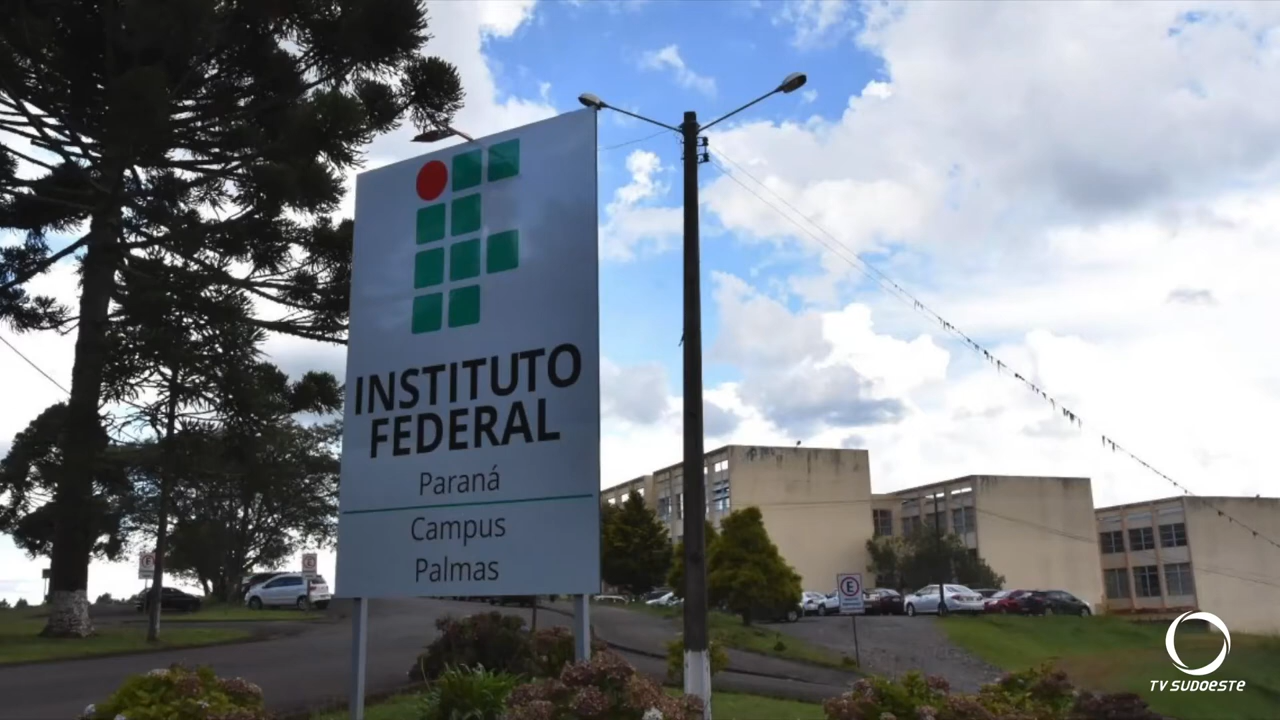 INSTITUTO
FEDERAL
Paraná
Campus
Palmas
E
TV SUDOESTE